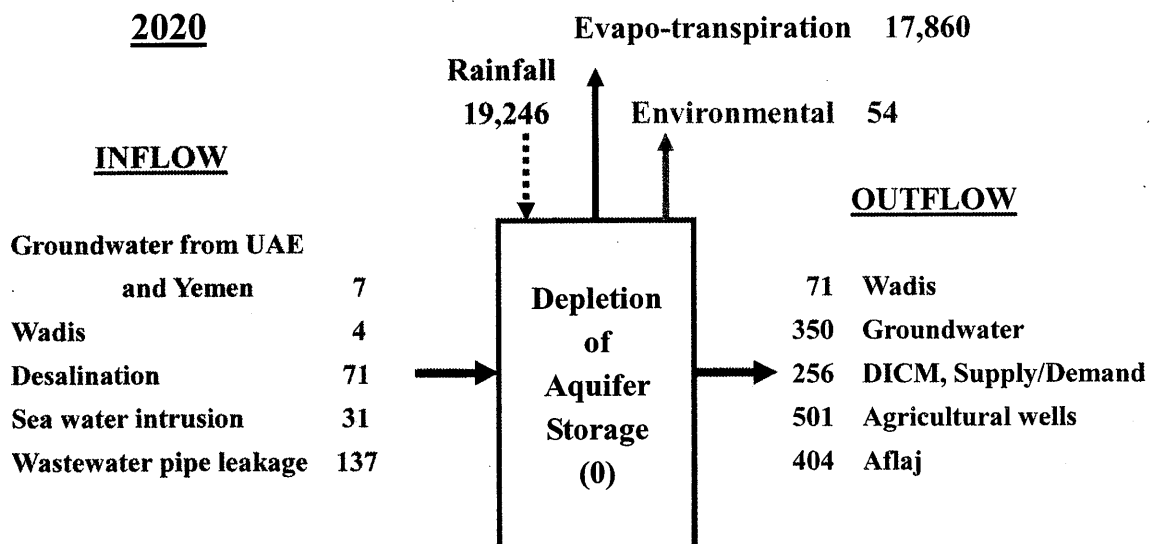 2020
Evapo-transpiration 17,860
Rainfall
19,246
Environmental 54
INFLOW
Groundwater from UAE
and Yemen 7
Wadis 4
Desalination 71
Sea water intrusion 31
Wastewater pipe leakage 137
Depletion
of
Aquifer
Storage
(0)
OUTFLOW
71 Wadis
350 Groundwater
256 DICM, Supply/Demand
501 Agricultural wells
404 Aflaj